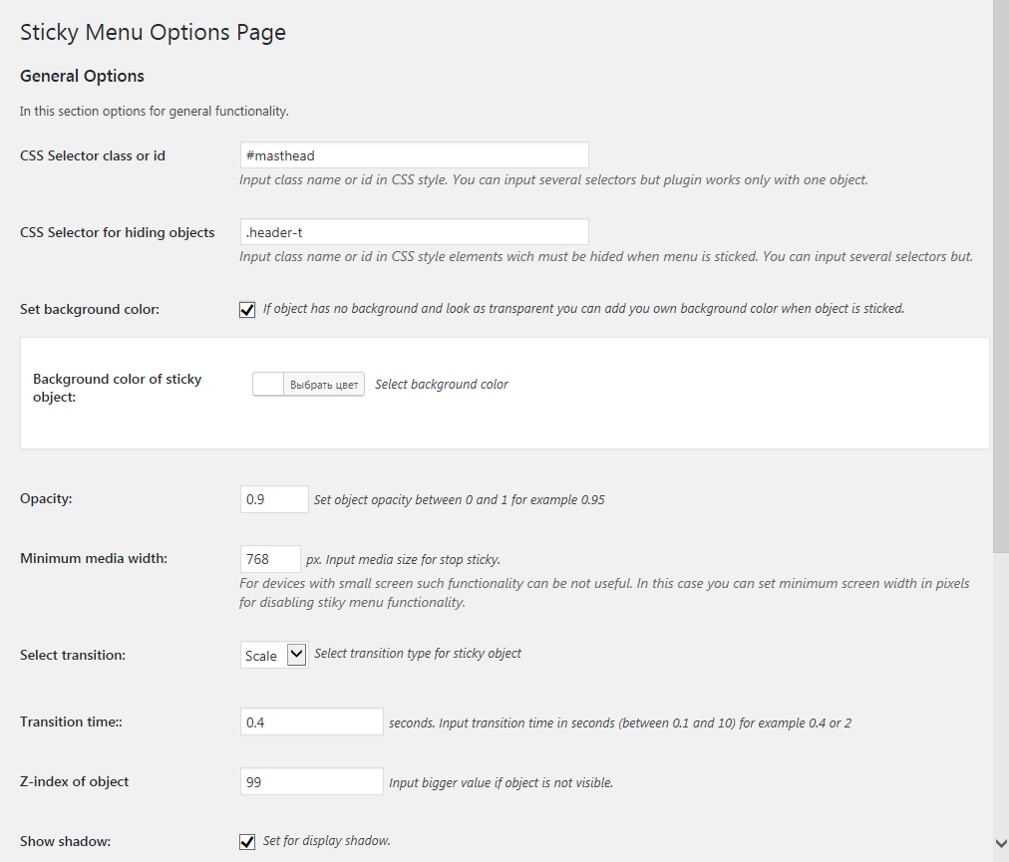 Sticky Menu Options Page
General Options
In this section options for general functionality.
CSS Selector class or id
#masthead
Input class name or id in CSS style. You can input several selectors but plugin works only with one object.
CSS Selector for hiding objects
.header-t
Input class name or id in CSS style elements wich must be hided when menu is sticked. You can input several selectors but.
Set background color:
If object has no background and look as transparent you can add you own background color when object is sticked.
Background color of sticky
object:
Выбрать цвет
Select background color
Opacity:
0.9
Set object opacity between 0 and 1 for example 0.95
Minimum media width:
768
px. Input media size for stop sticky.
For devices with small screen such functionality can be not useful. In this case you can set minimum screen width in pixels
for disabling stiky menu functionality.
Select transition:
Scale
Select transition type for sticky object
Transition time::
0.4
seconds. Input transition time in seconds (between 0.1 and 10) for example 0.4 or 2
Z-index of object
99
Input bigger value if object is not visible.
Show shadow:
Set for display shadow.